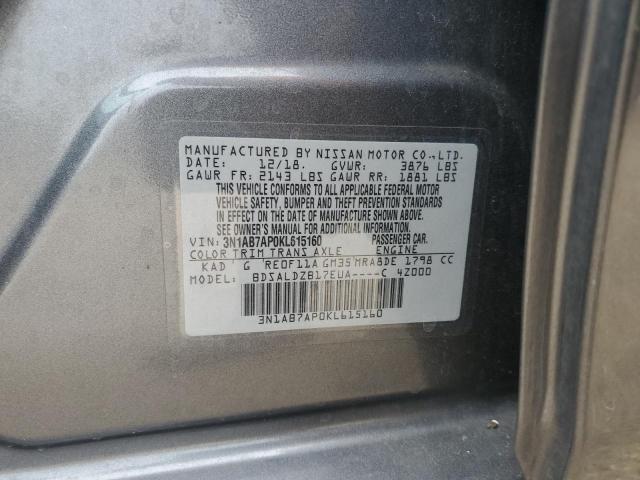 MANUFACTURED BY NISSAN MOTOR CO.,LTD.
DATE: 12/18. GVWR: 3876 LBS
GAWR FR: 2143 LBS GAWR RR: 1881 LBS
THIS VEHICLE CONFORMS TO ALL APPLICABLE FEDERAL MOTOR
VEHICLE SAFETY, BUMPER AND THEFT PREVENTION STANDARDS
IN EFFECT ON THE DATE OF MANUFACTURE SHOWN ABOVE.
SEE OWNER'S MANUAL FOR ADDITIONAL INFORMATION.
VIN: 3N1AB7AP0KL615160 PASSENGER CAR.
COLOR TRIM TRANS AXLE ENGINE
KAD G RE0F11A GM35 MRA8DE 1798 CC
MODEL: BDSALDZB17EUA----C 4Z000
3N1AB7AP0KL615160